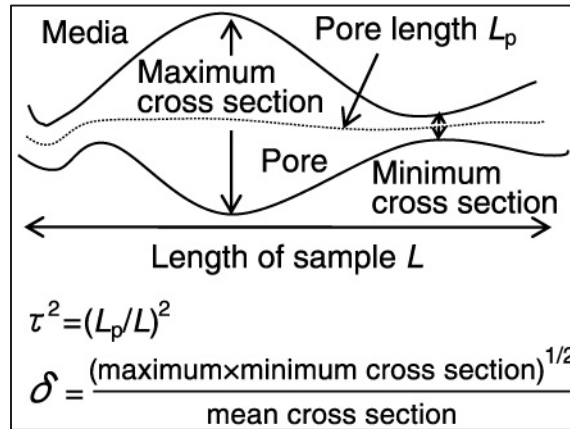 Media
Pore length Lp
Maximum
cross section
Pore
Minimum
cross section
Length of sample L
τ²=(Lp/L)²
δ = (maximum×minimum cross section)^1/2
mean cross section